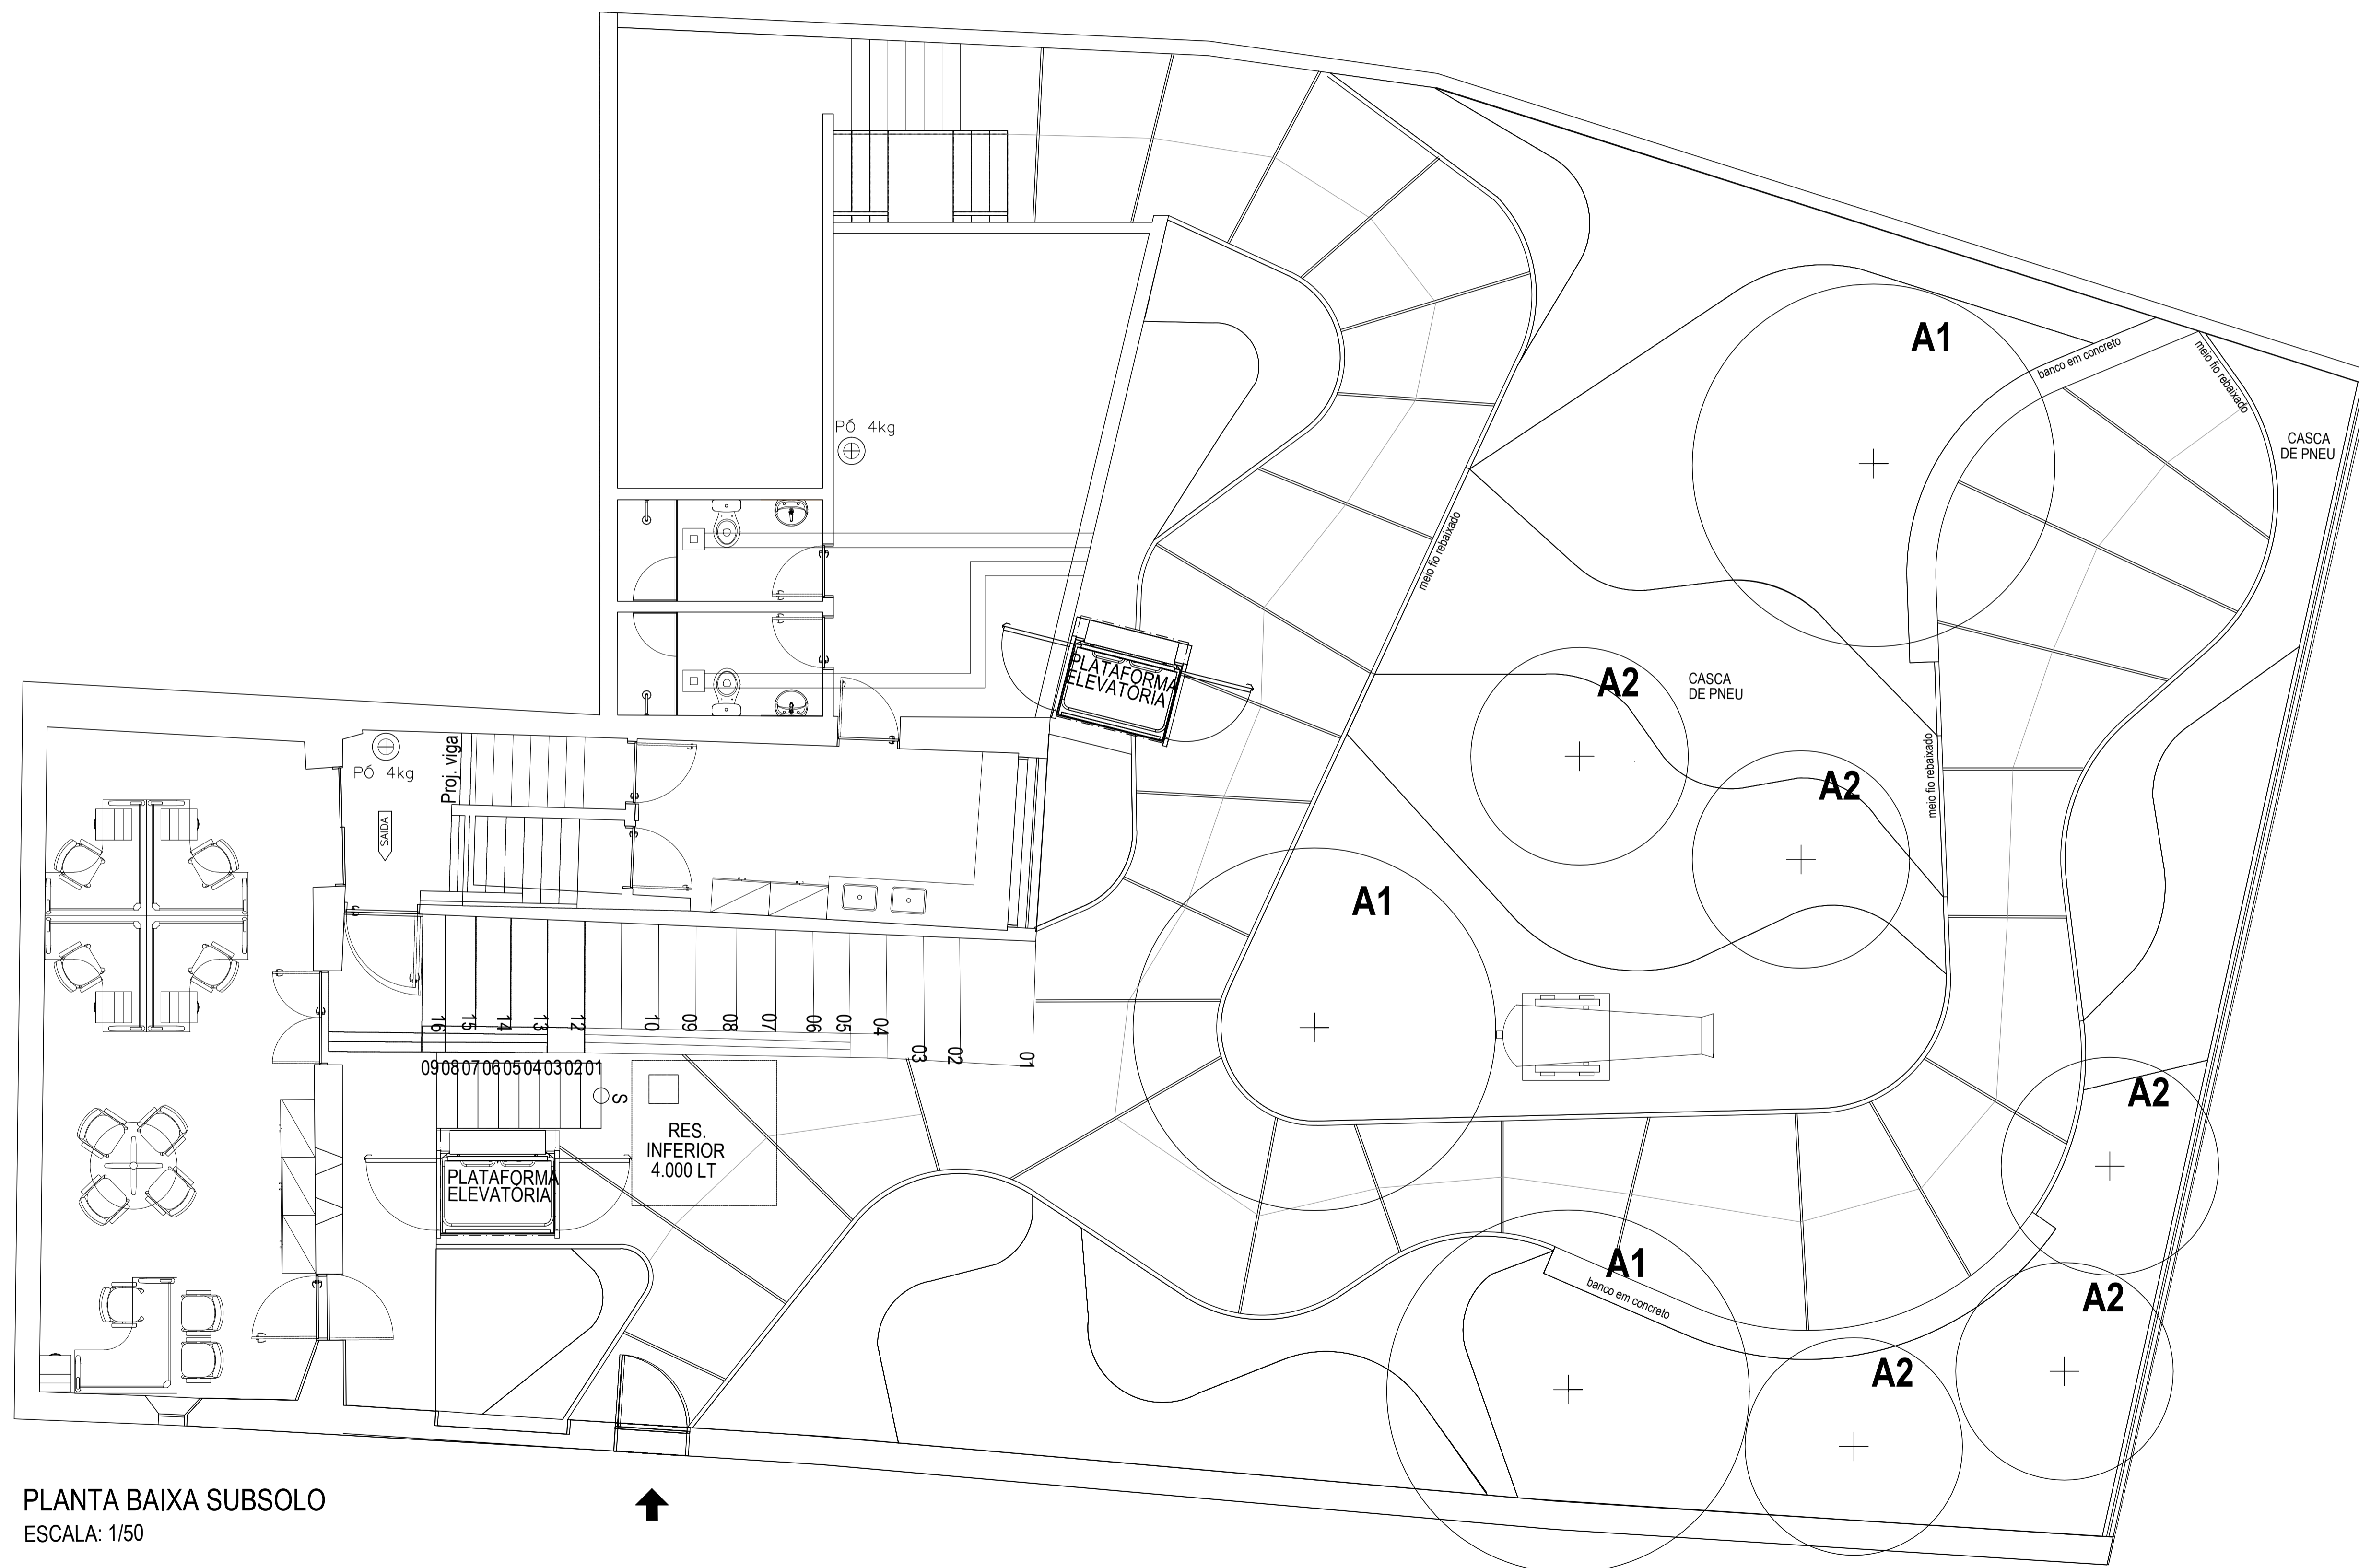 A1
banco em concreto
meio fio rebaixado
CASCA
DE PNEU
PÓ 4kg
meio fio rebaixado
PLATAFORMA
ELEVATÓRIA
A2
CASCA
DE PNEU
A2
meio fio rebaixado
Proj. viga
PÓ 4kg
SAIDA
A1
16
15
14
13
12
10
09
08
07
06
05
04
03
02
01
09
08
07
06
05
04
03
02
01
S
RES.
INFERIOR
4.000 LT
PLATAFORMA
ELEVATÓRIA
A2
A1
banco em concreto
A2
A2
PLANTA BAIXA SUBSOLO
ESCALA: 1/50